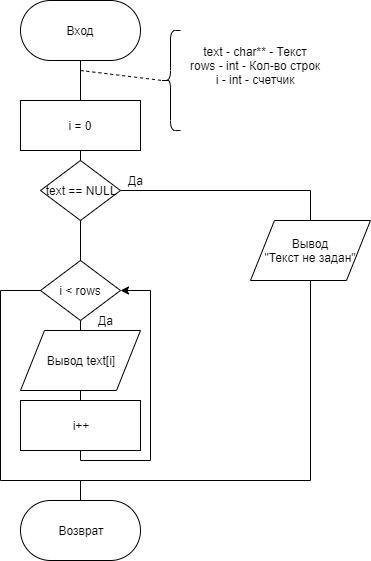 Вход
text - char** - Текст
rows - int - Кол-во строк
i - int - счетчик
i = 0
text == NULL
Да
Вывод
"Текст не задан"
i < rows
Да
Вывод text[i]
i++
Возврат